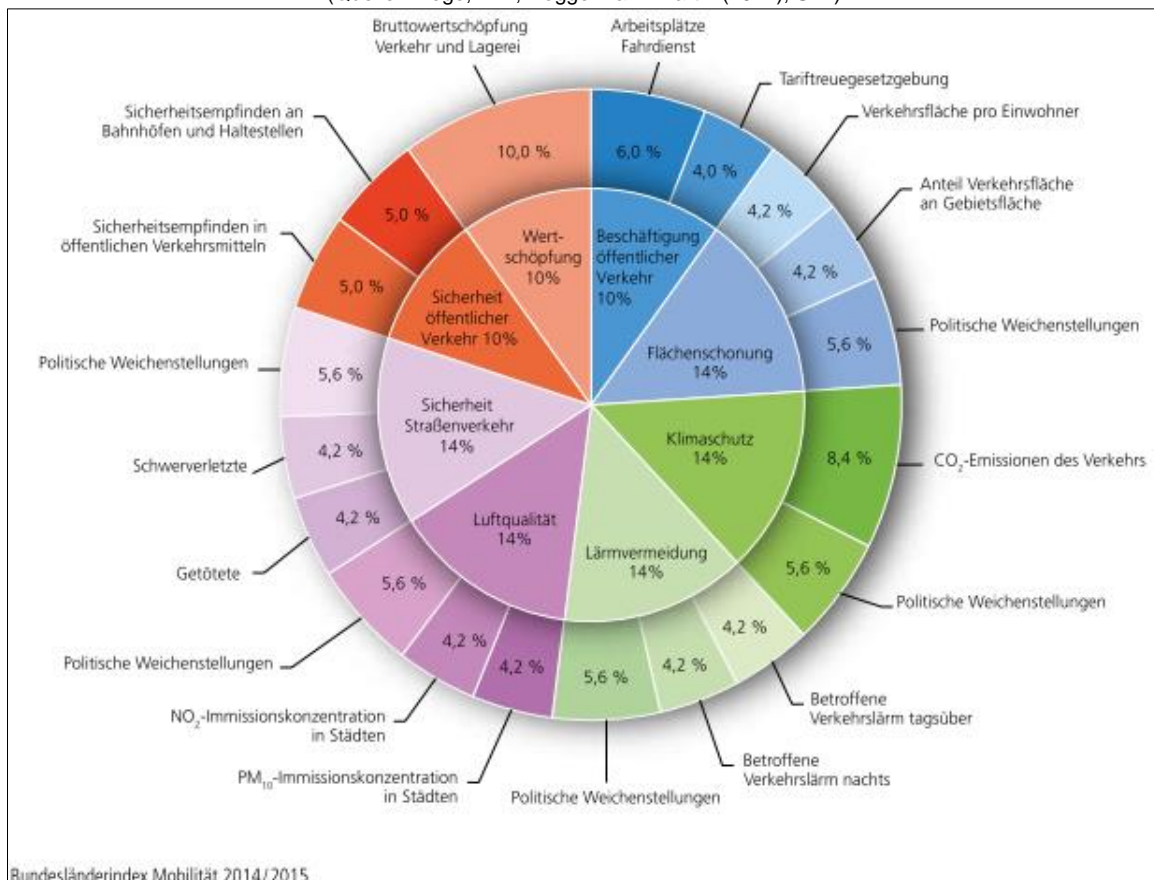 Bruttowertschöpfung
Verkehr und Lagerei
10,0 %
Arbeitsplätze
Fahrdienst
6,0 %
Tariftreuegesetzgebung
4,0 %
Verkehrsfläche pro Einwohner
4,2 %
Anteil Verkehrsfläche
an Gebietsfläche
4,2 %
Politische Weichenstellungen
5,6 %
CO₂-Emissionen des Verkehrs
8,4 %
Politische Weichenstellungen
5,6 %
Betroffene
Verkehrslärm tagsüber
4,2 %
Betroffene
Verkehrslärm nachts
4,2 %
Politische Weichenstellungen
5,6 %
PM₁₀-Immissionskonzentration
in Städten
4,2 %
NO₂-Immissionskonzentration
in Städten
4,2 %
Politische Weichenstellungen
5,6 %
Getötete
4,2 %
Schwerverletzte
4,2 %
Politische Weichenstellungen
5,6 %
Sicherheitsempfinden in
öffentlichen Verkehrsmitteln
5,0 %
Sicherheitsempfinden an
Bahnhöfen und Haltestellen
5,0 %
Wert-
schöpfung
10%
Beschäftigung
öffentlicher
Verkehr
10%
Flächenschonung
14%
Klimaschutz
14%
Lärmvermeidung
14%
Luftqualität
14%
Sicherheit
Straßenverkehr
14%
Sicherheit
öffentlicher
Verkehr 10%
Bundesländerindex Mobilität 2014/2015